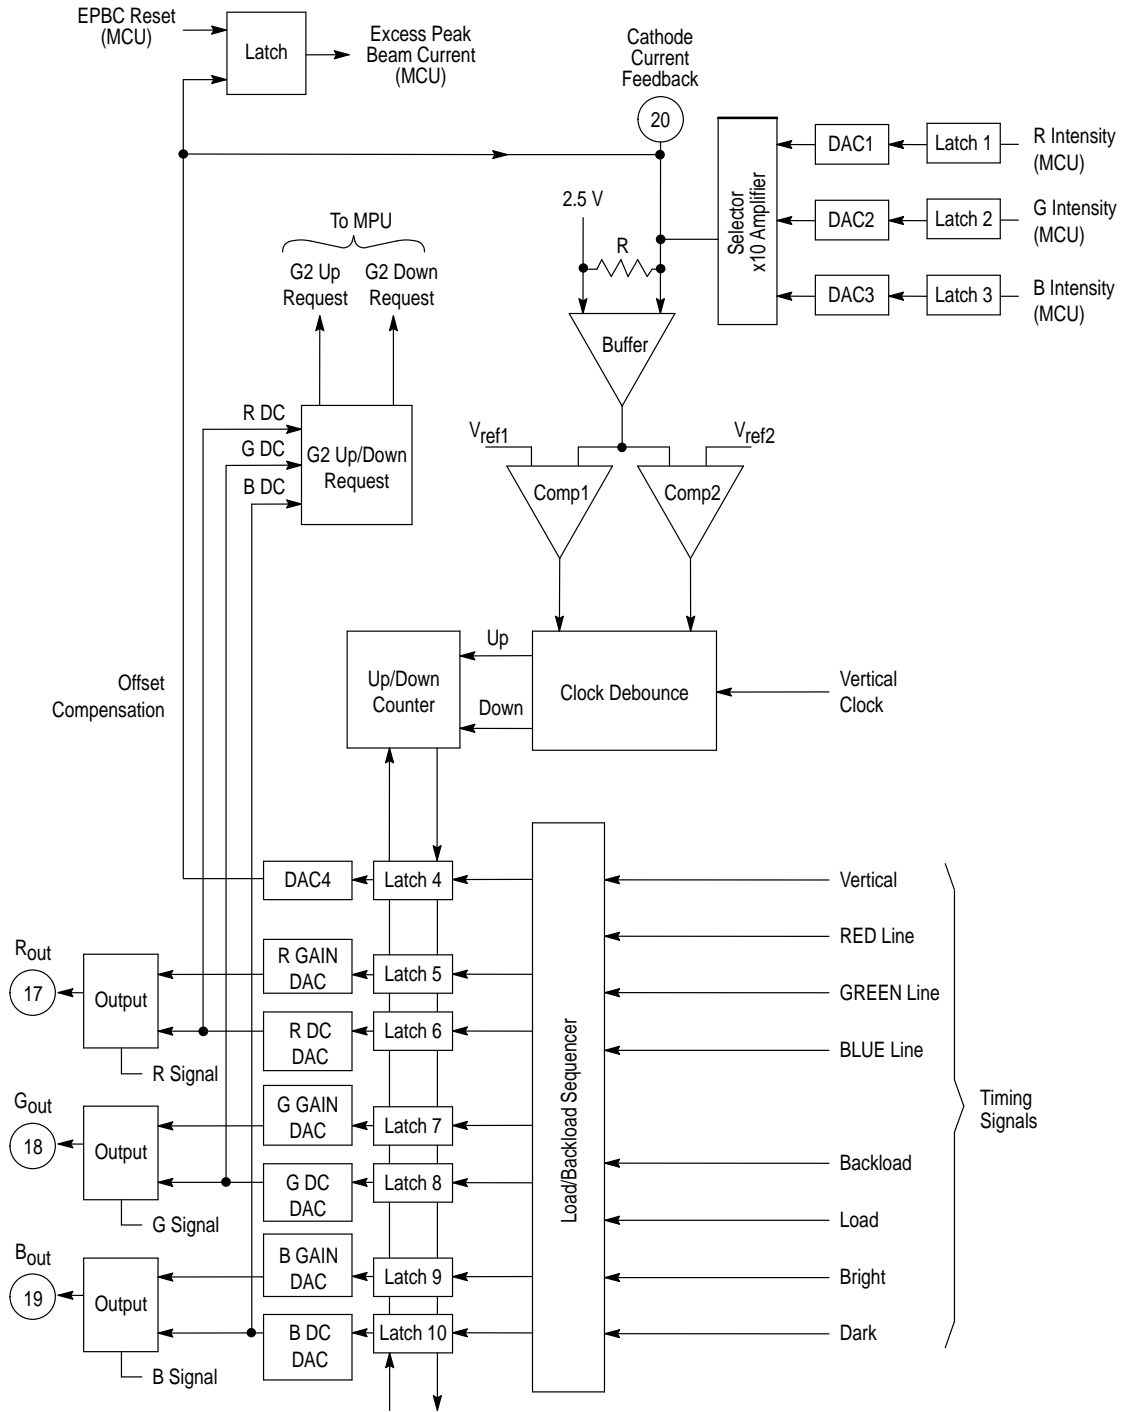 EPBC Reset
(MCU)
Latch
Excess Peak
Beam Current
(MCU)
Cathode
Current
Feedback
20
Selector
x10 Amplifier
DAC1
Latch 1
R Intensity
(MCU)
DAC2
Latch 2
G Intensity
(MCU)
DAC3
Latch 3
B Intensity
(MCU)
2.5 V
R
Buffer
To MPU
G2 Up
Request
G2 Down
Request
R DC
G DC
B DC
G2 Up/Down
Request
Vref1
Vref2
Comp1
Comp2
Offset
Compensation
Up/Down
Counter
Up
Down
Clock Debounce
Vertical
Clock
DAC4
Latch 4
Load/Backload Sequencer
Vertical
RED Line
GREEN Line
BLUE Line
Backload
Load
Bright
Dark
Timing
Signals
Rout
17
Output
R GAIN
DAC
Latch 5
R DC
DAC
Latch 6
R Signal
Gout
18
Output
G GAIN
DAC
Latch 7
G DC
DAC
Latch 8
G Signal
Bout
19
Output
B GAIN
DAC
Latch 9
B DC
DAC
Latch 10
B Signal